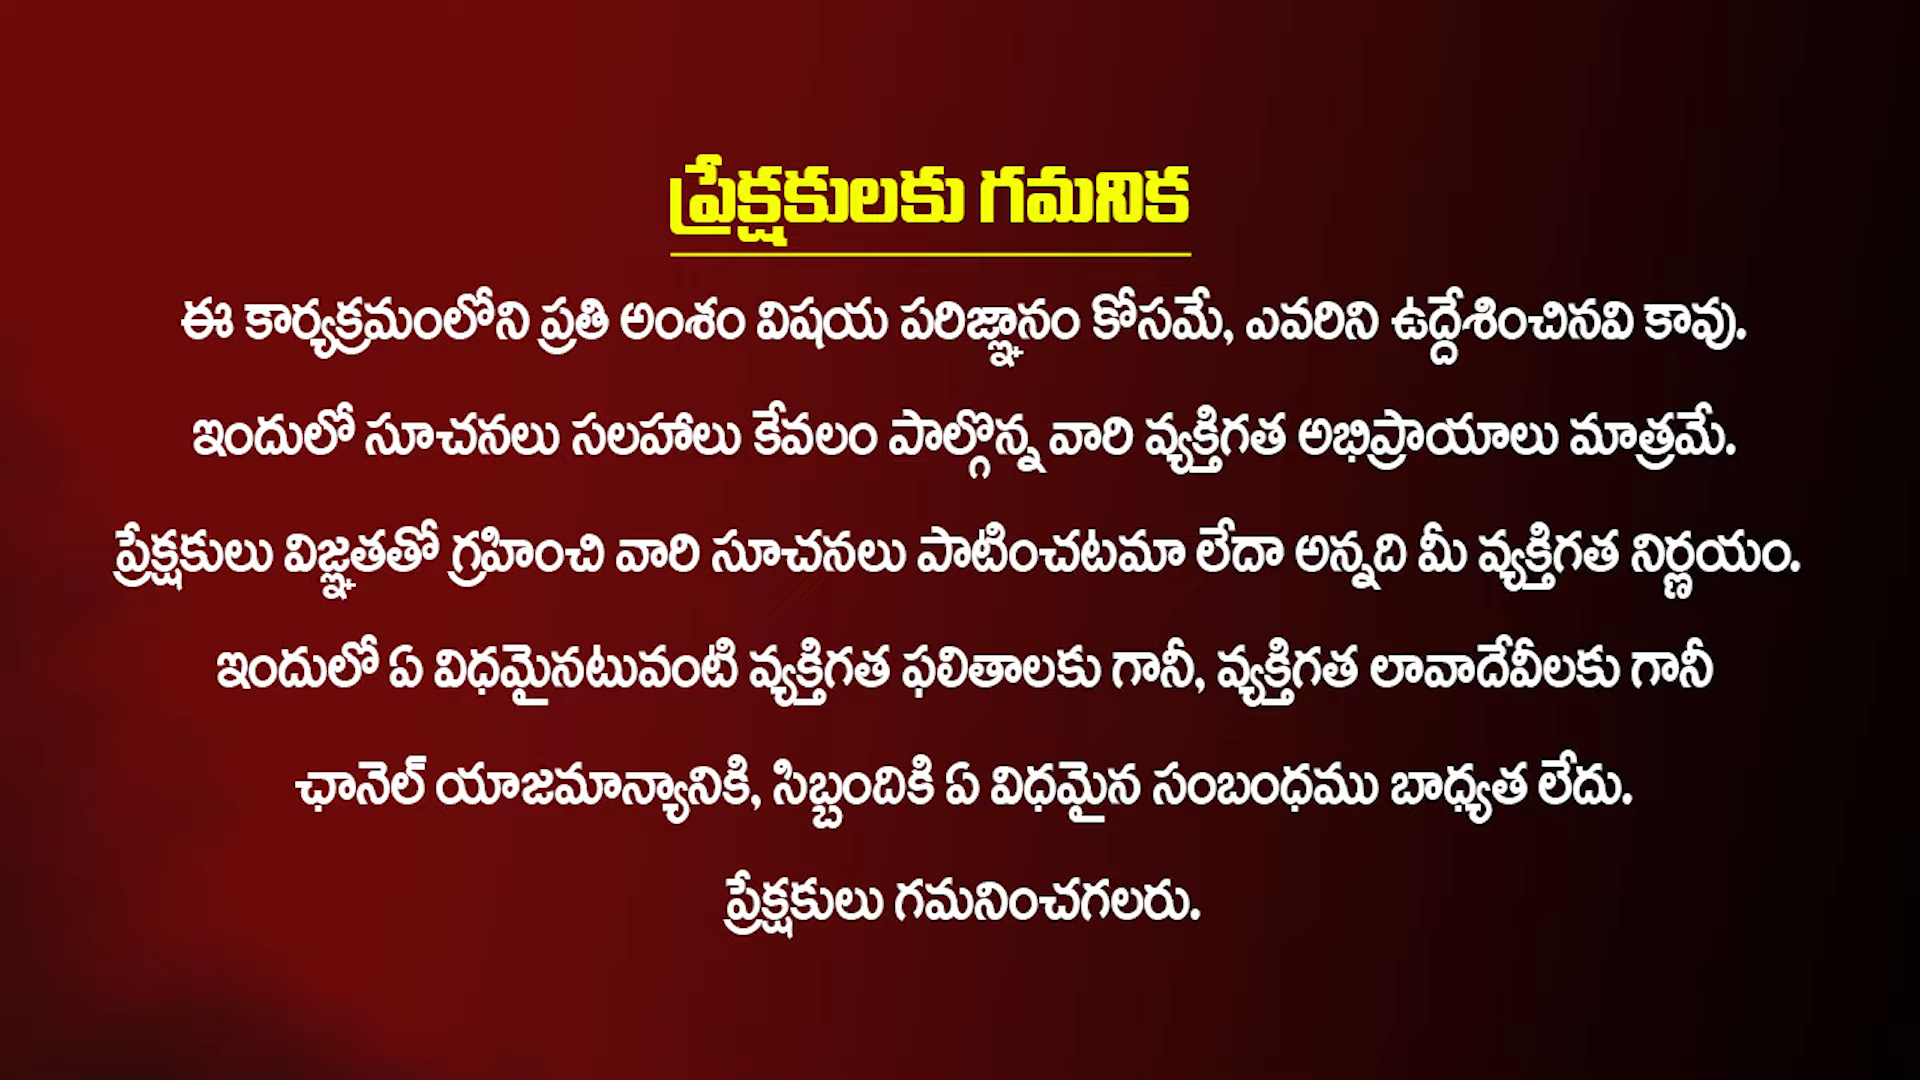 ప్రేక్షకులకు గమనిక
ఈ కార్యక్రమంలోని ప్రతి అంశం విషయ పరిజ్ఞానం కోసమే, ఎవరిని ఉద్దేశించినవి కావు.
ఇందులో సూచనలు సలహాలు కేవలం పాల్గొన్న వారి వ్యక్తిగత అభిప్రాయాలు మాత్రమే.
ప్రేక్షకులు విజ్ఞతతో గ్రహించి వారి సూచనలు పాటించటమా లేదా అన్నది మీ వ్యక్తిగత నిర్ణయం.
ఇందులో ఏ విధమైనటువంటి వ్యక్తిగత ఫలితాలకు గానీ, వ్యక్తిగత లావాదేవీలకు గానీ
ఛానెల్ యాజమాన్యానికి, సిబ్బందికి ఏ విధమైన సంబంధము బాధ్యత లేదు.
ప్రేక్షకులు గమనించగలరు.